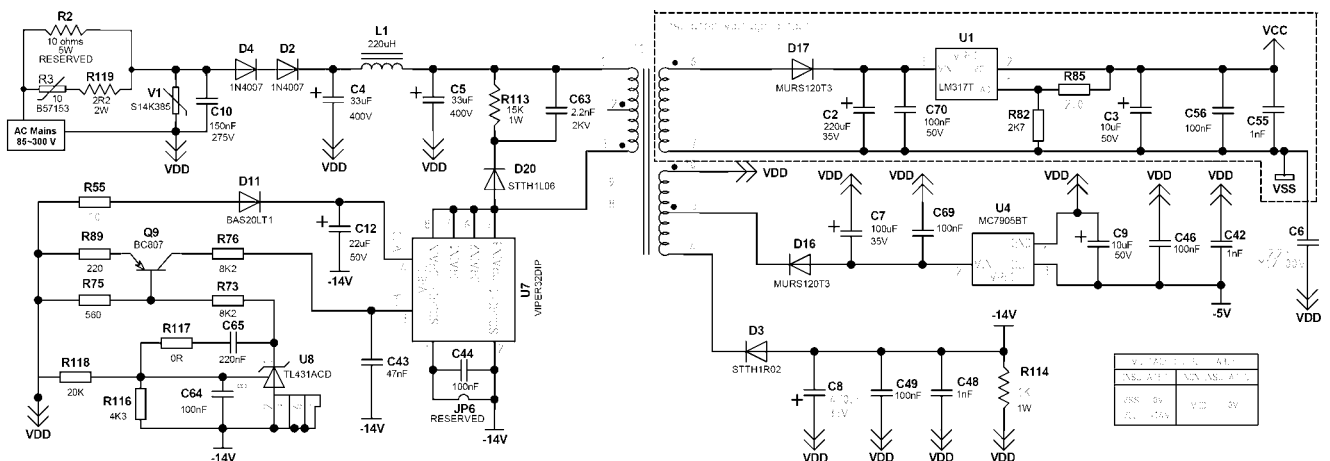 R2
10 ohms
5W
RESERVED
R3
10
B57153
R119
2R2
2W
AC Mains
85~300 V
V1
S14K385
C10
150nF
275V
VDD
D4
1N4007
D2
1N4007
C4
33uF
400V
VDD
L1
220uH
C5
33uF
400V
VDD
R113
15K
1W
C63
2.2nF
2KV
D20
STTH1L06
D17
MURS120T3
C2
220uF
35V
C70
100nF
50V
U1
LM317T
R82
2K7
R85
C3
10uF
50V
C56
100nF
C55
1nF
VCC
VSS
VDD
R55
D11
BAS20LT1
C12
22uF
50V
-14V
R89
220
Q9
BC807
R76
8K2
R75
560
R73
8K2
R117
0R
C65
220nF
R118
20K
R116
4K3
C64
100nF
U8
TL431ACD
VDD
-14V
C43
47nF
-14V
U7
VIPER32DIP
C44
100nF
JP6
RESERVED
-14V
D16
MURS120T3
VDD
C7
100uF
35V
VDD
C69
100nF
U4
MC7905BT
VDD
C9
10uF
50V
VDD
C46
100nF
VDD
C42
1nF
-5V
C6
VDD
D3
STTH1R02
C8
VDD
C49
100nF
VDD
C48
1nF
VDD
-14V
R114
1W
VDD